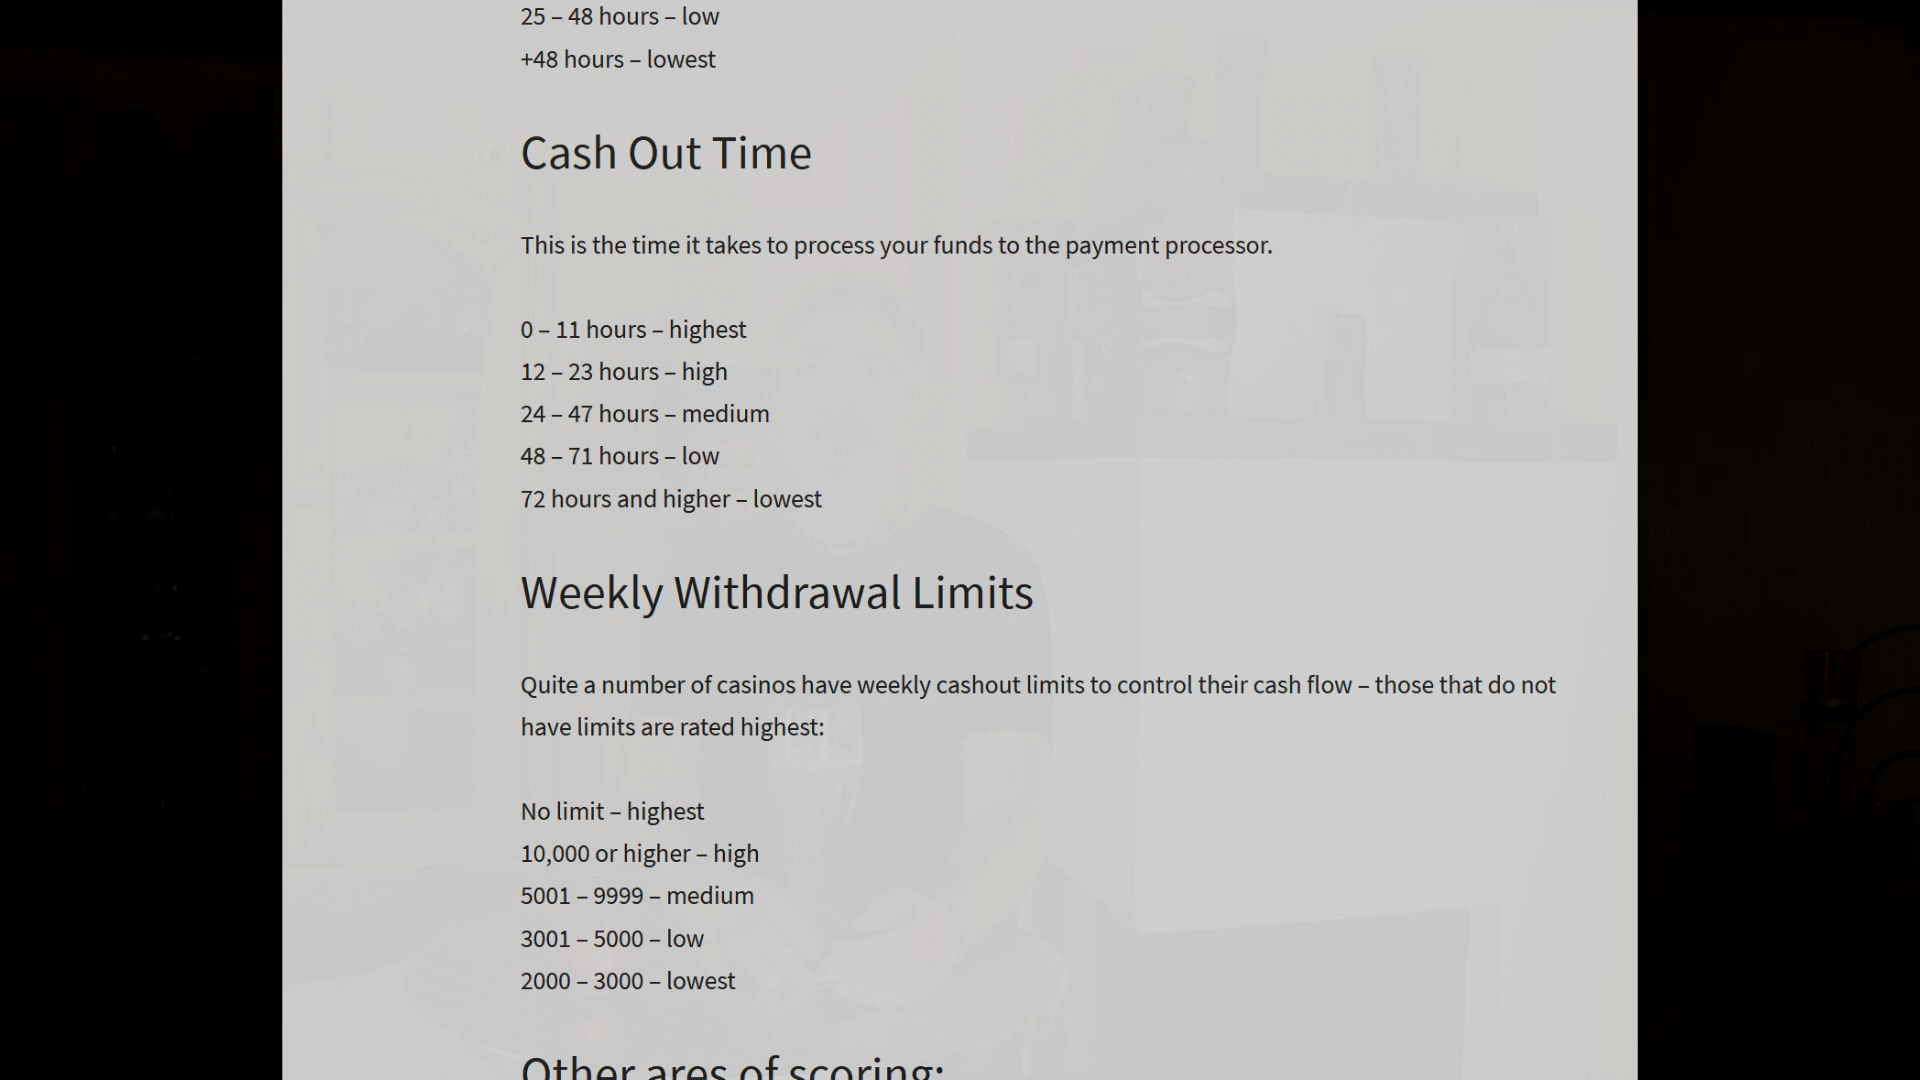 25 – 48 hours – low
+48 hours – lowest
Cash Out Time
This is the time it takes to process your funds to the payment processor.
0 – 11 hours – highest
12 – 23 hours – high
24 – 47 hours – medium
48 – 71 hours – low
72 hours and higher – lowest
Weekly Withdrawal Limits
Quite a number of casinos have weekly cashout limits to control their cash flow – those that do not
have limits are rated highest:
No limit – highest
10,000 or higher – high
5001 – 9999 – medium
3001 – 5000 – low
2000 – 3000 – lowest
Other ares of scoring: